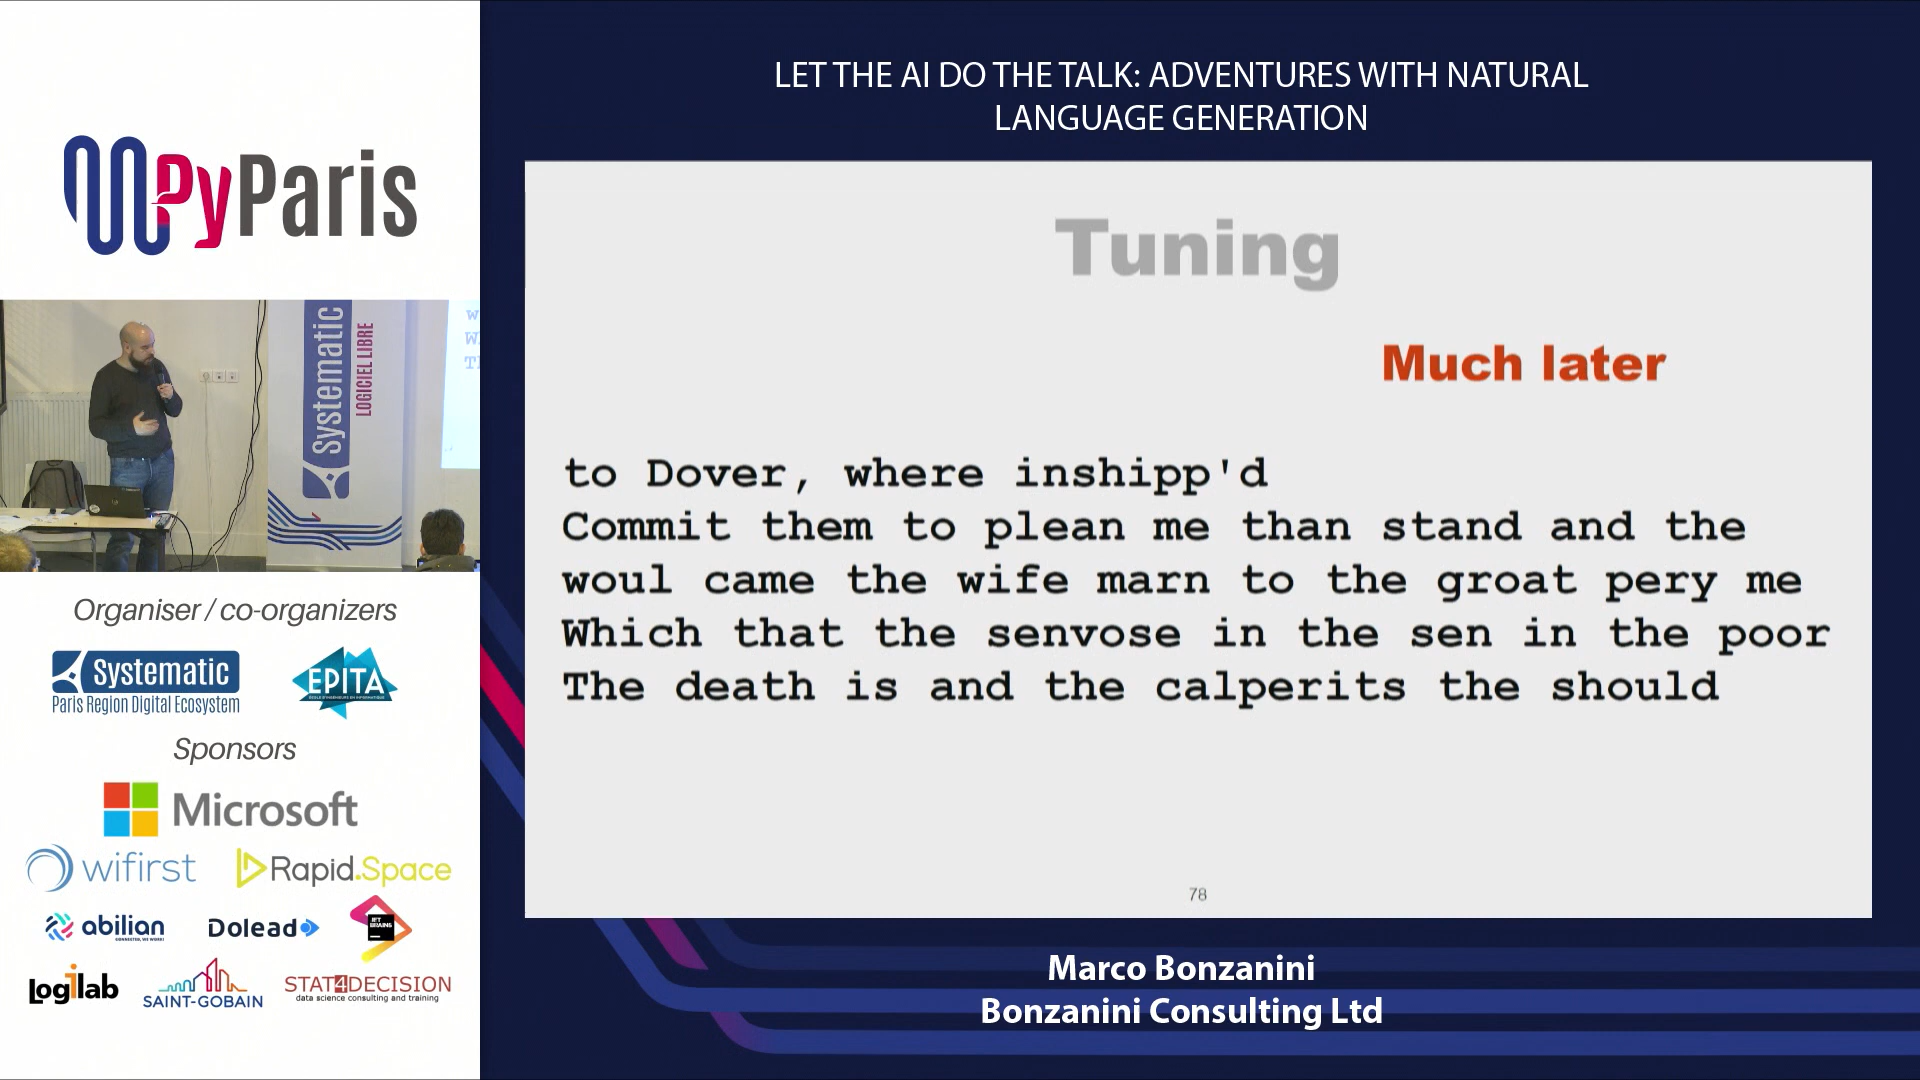 PyParis
Systematic
LOGICIEL LIBRE
Organiser / co-organizers
Systematic
Paris Region Digital Ecosystem
EPITA
Sponsors
Microsoft
wifirst
Rapid.Space
abilian
Dolead
JET
BRAINS
Logilab
SAINT-GOBAIN
STAT4DECISION
data science consulting and training
LET THE AI DO THE TALK: ADVENTURES WITH NATURAL
LANGUAGE GENERATION
Tuning
Much later
to Dover, where inshipp'd
Commit them to plean me than stand and the
woul came the wife marn to the groat pery me
Which that the senvose in the sen in the poor
The death is and the calperits the should
78
Marco Bonzanini
Bonzanini Consulting Ltd